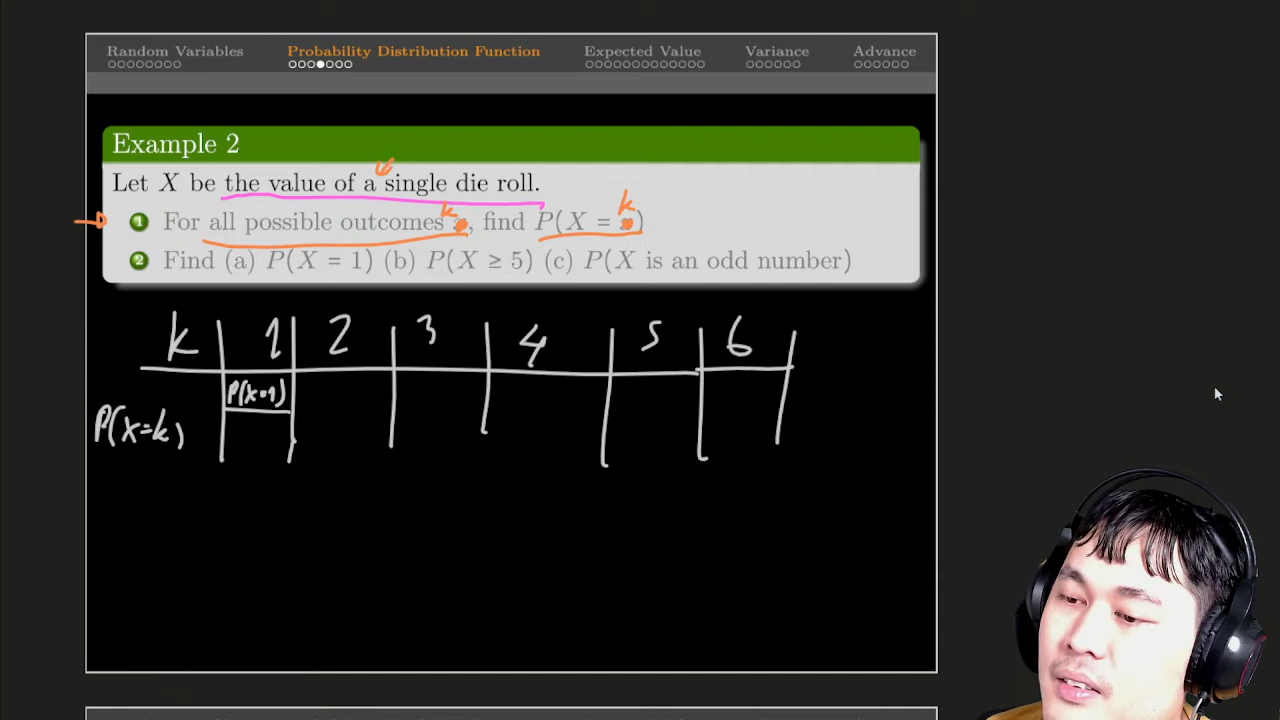 Random Variables Probability Distribution Function Expected Value Variance Advance
Example 2
Let X be the value of a single die roll.
k k
1 For all possible outcomes , find P(X = )
2 Find (a) P(X = 1) (b) P(X ≥ 5) (c) P(X is an odd number)
k 1 2 3 4 5 6
P(X=1)
P(X=k)